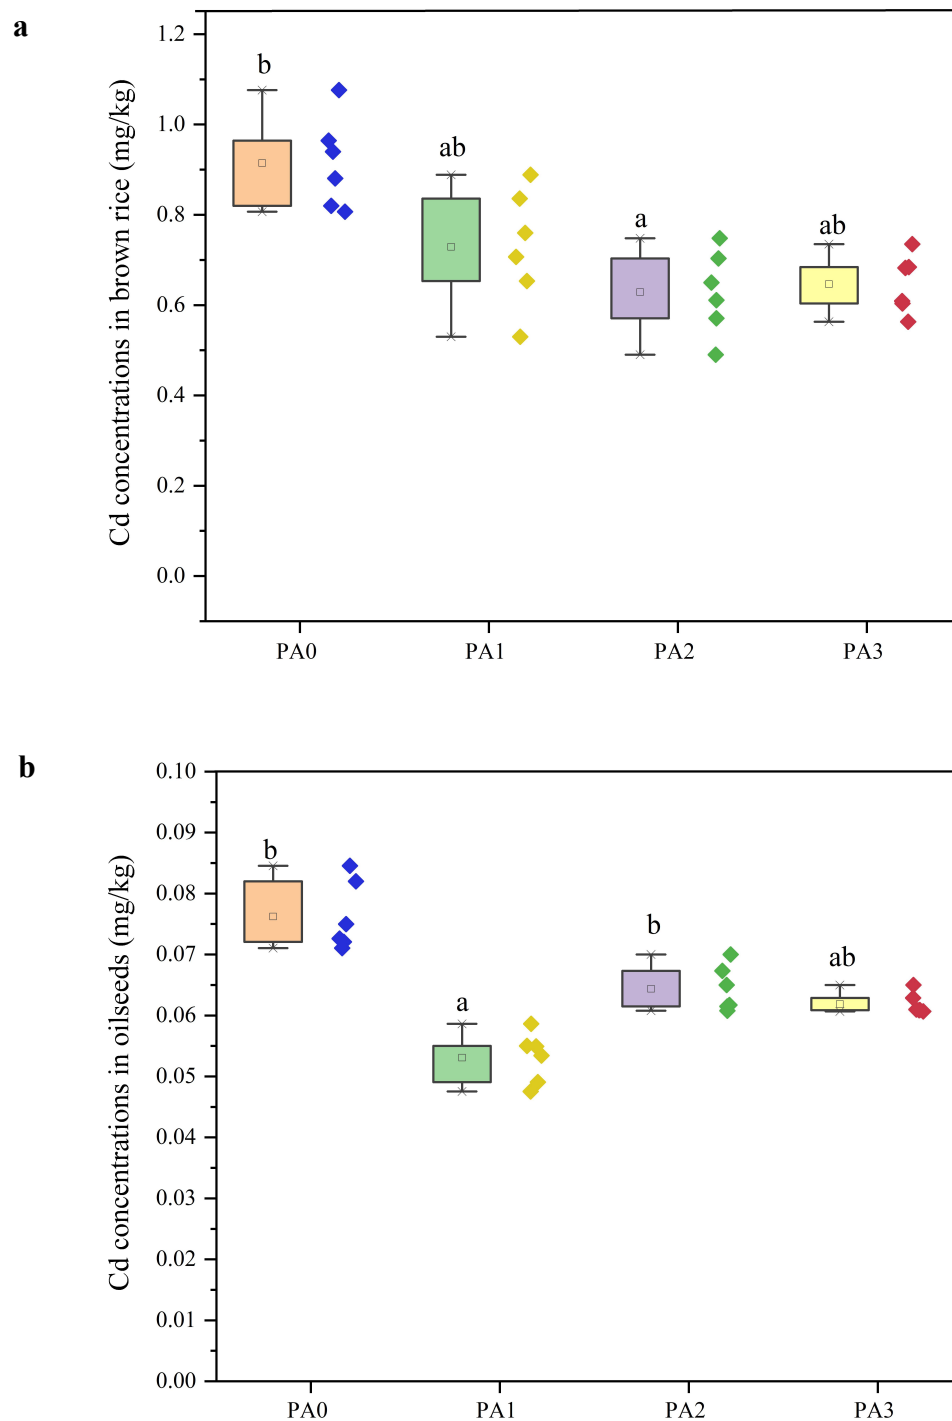 a
Cd concentrations in brown rice (mg/kg)
1.2
1.0
0.8
0.6
0.4
0.2
0.0
b
ab
a
ab
PA0 PA1 PA2 PA3
b
Cd concentrations in oilseeds (mg/kg)
0.10
0.09
0.08
0.07
0.06
0.05
0.04
0.03
0.02
0.01
0.00
b
a
b
ab
PA0 PA1 PA2 PA3